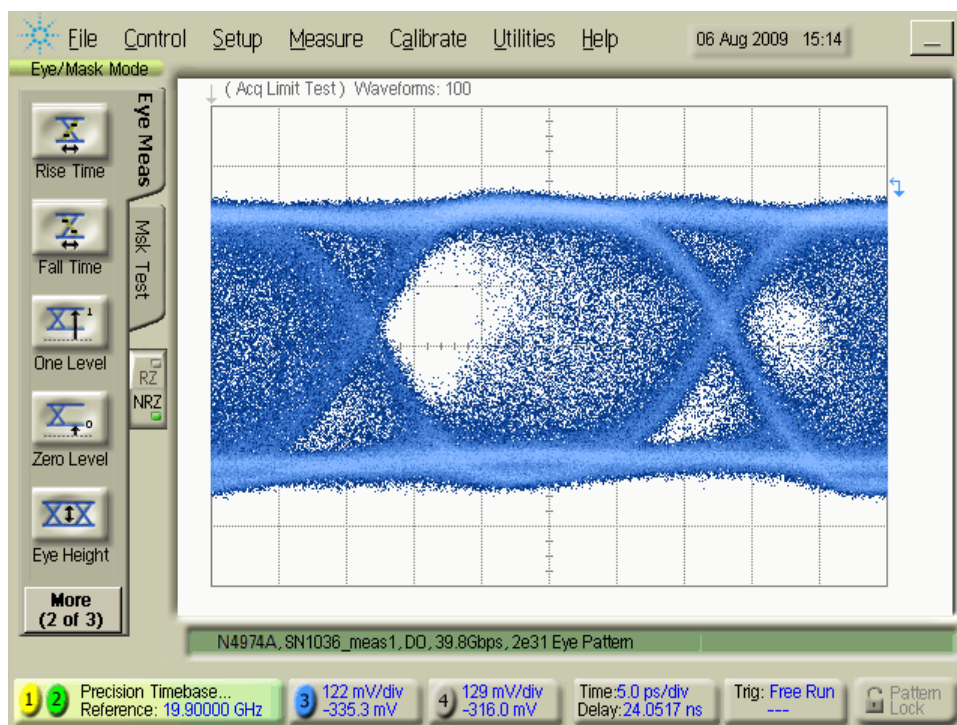 File Control Setup Measure Calibrate Utilities Help 06 Aug 2009 15:14
Eye/Mask Mode
( Acq Limit Test ) Waveforms: 100
Eye Meas
Msk Test
Rise Time
Fall Time
One Level
Zero Level
Eye Height
RZ
NRZ
More
(2 of 3)
N4974A, SN1036_meas1, DO, 39.8Gbps, 2e31 Eye Pattern
1 2 Precision Timebase...
Reference: 19.90000 GHz
3 122 mV/div
-335.3 mV
4 129 mV/div
-316.0 mV
Time:5.0 ps/div
Delay:24.0517 ns
Trig: Free Run
---
Pattern
Lock